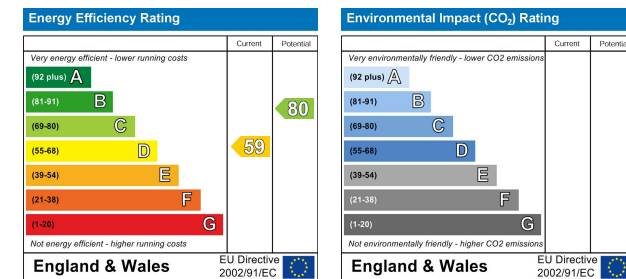 Energy Efficiency Rating
Current Potential
Very energy efficient - lower running costs
(92 plus) A
(81-91) B
80
(69-80) C
(55-68) D
59
(39-54) E
(21-38) F
(1-20) G
Not energy efficient - higher running costs
England & Wales
EU Directive
2002/91/EC
Environmental Impact (CO₂) Rating
Current Potential
Very environmentally friendly - lower CO2 emissions
(92 plus) A
(81-91) B
(69-80) C
(55-68) D
(39-54) E
(21-38) F
(1-20) G
Not environmentally friendly - higher CO2 emissions
England & Wales
EU Directive
2002/91/EC